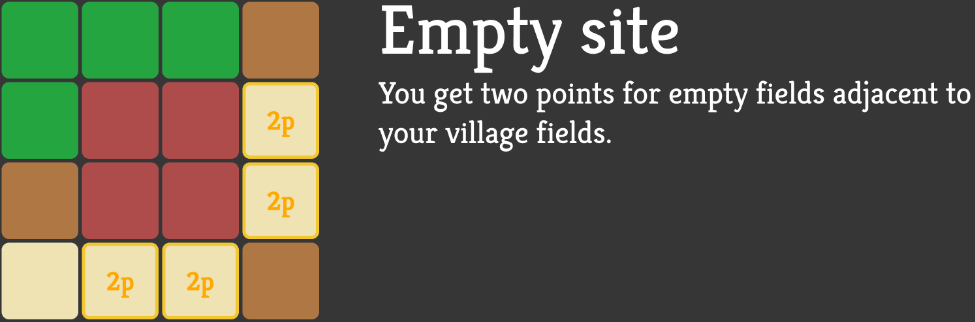 Empty site
You get two points for empty fields adjacent to
your village fields.
2p
2p
2p 2p